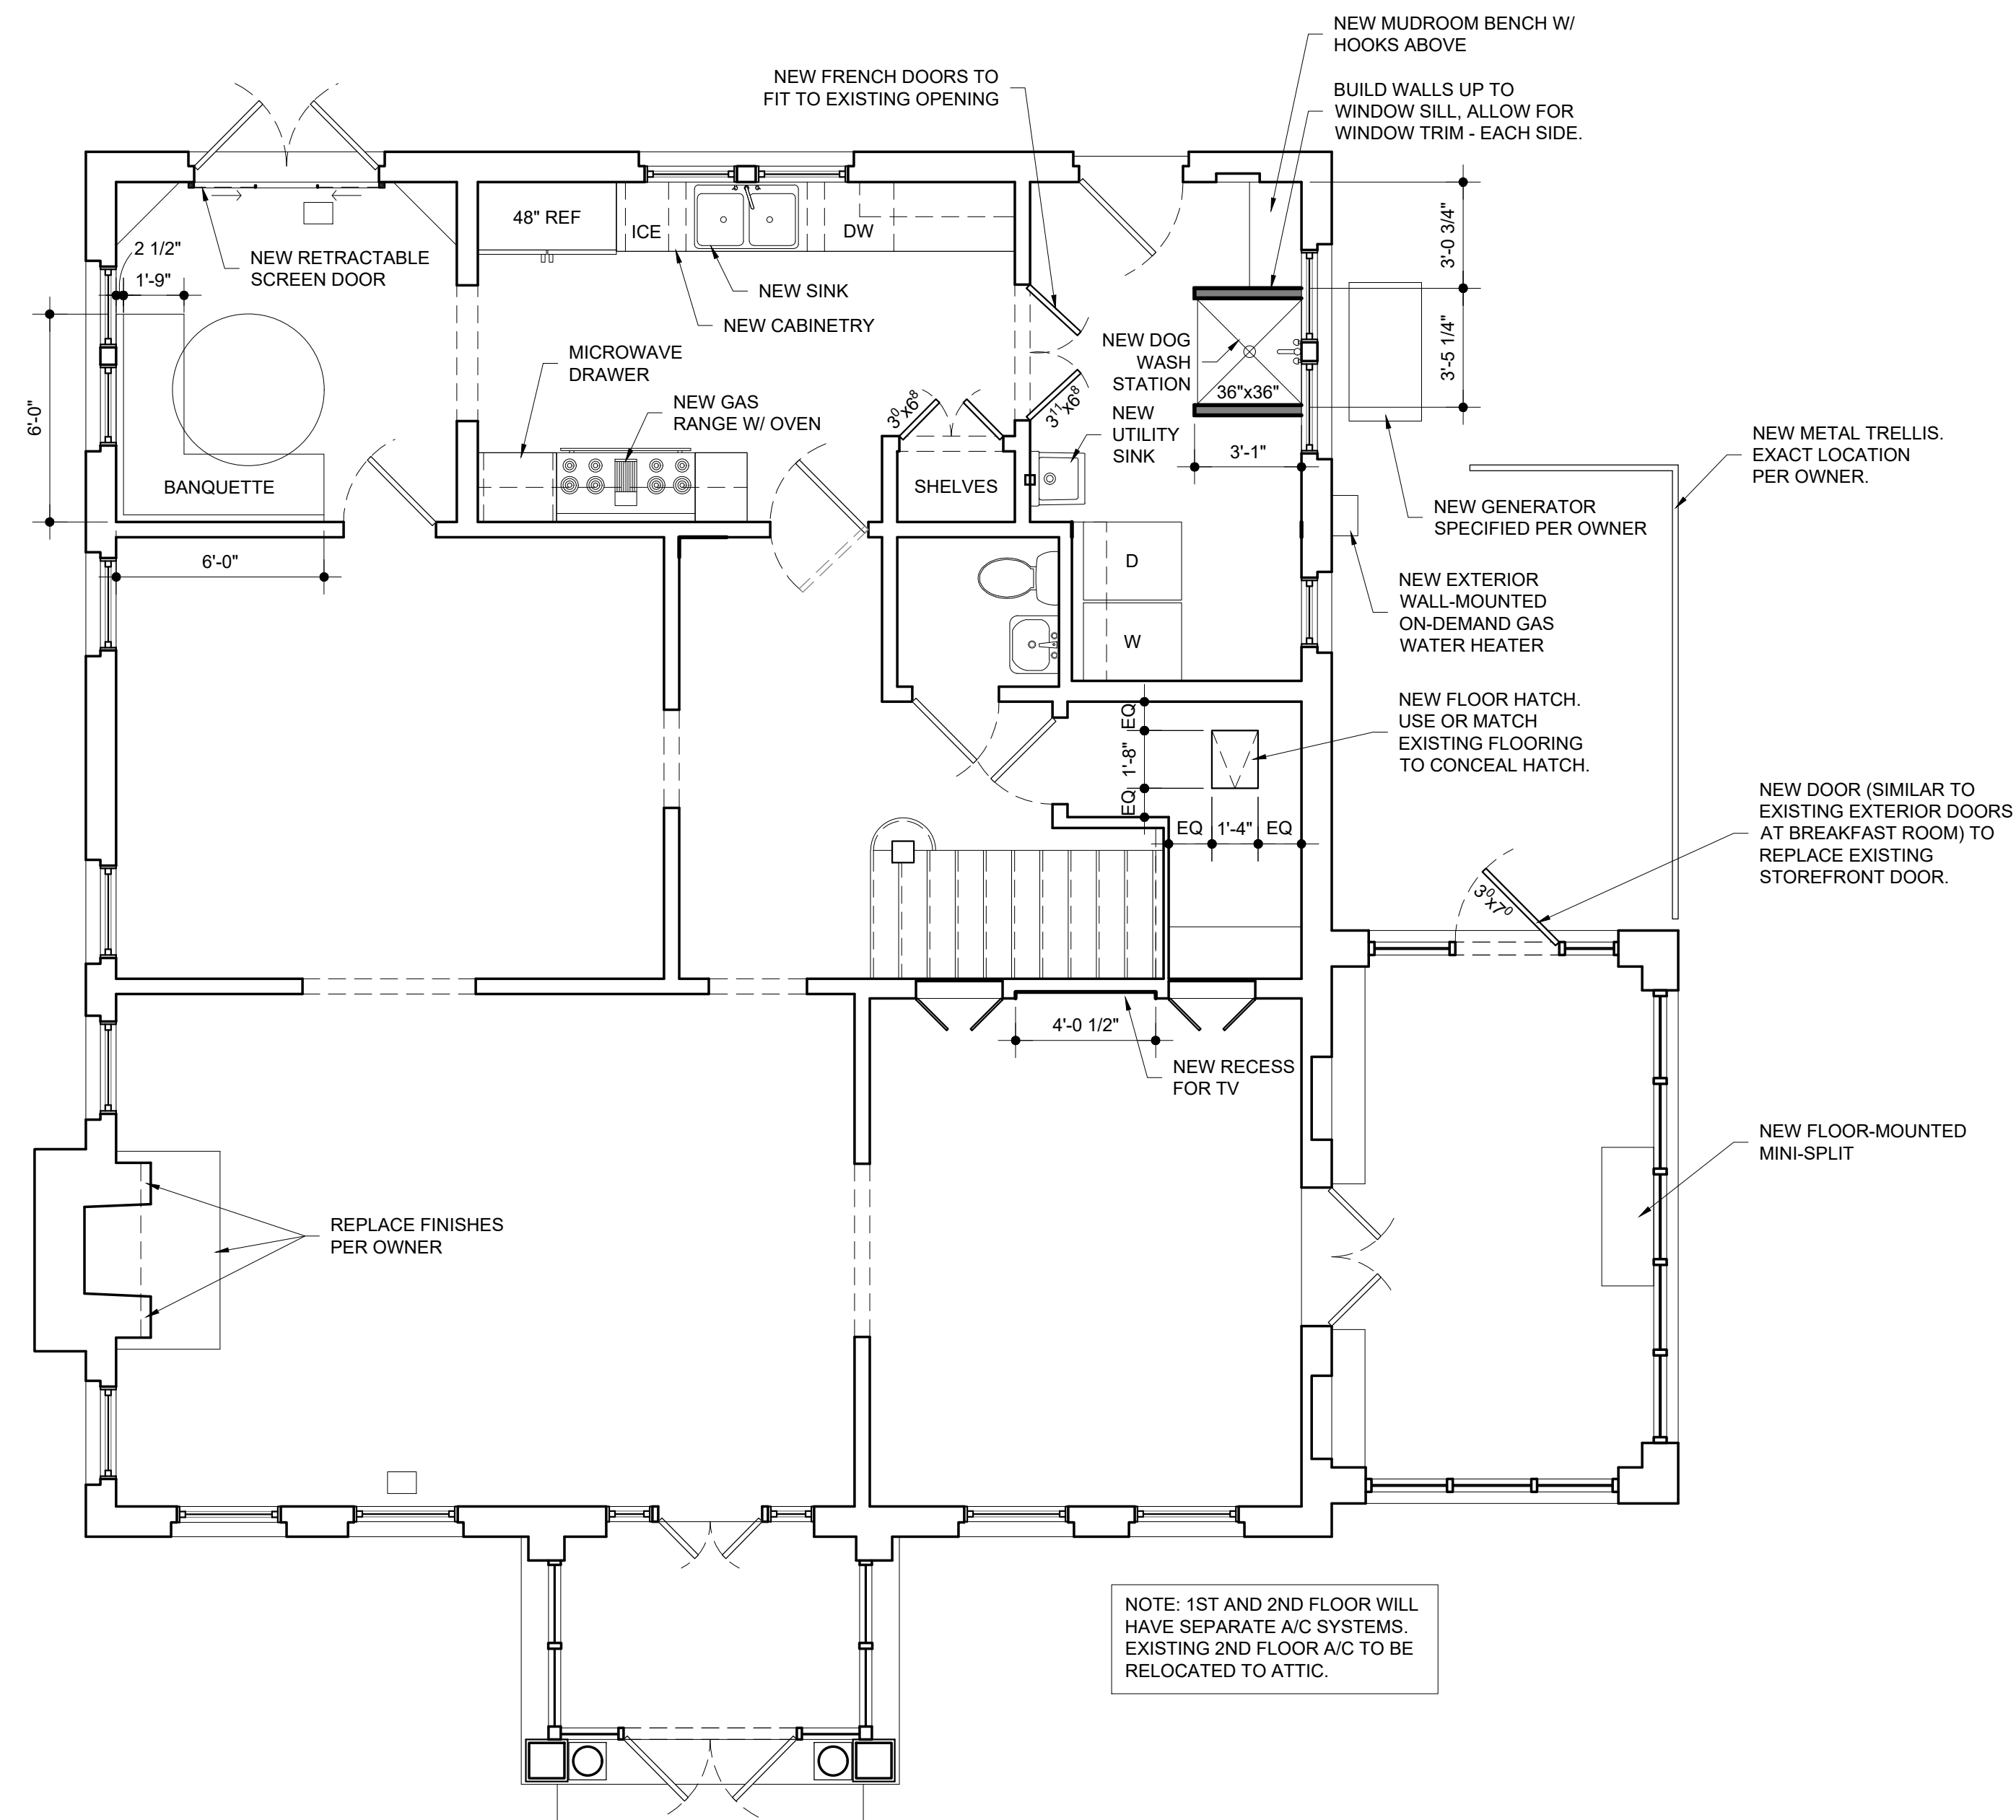 NEW MUDROOM BENCH W/
HOOKS ABOVE
NEW FRENCH DOORS TO
FIT TO EXISTING OPENING
BUILD WALLS UP TO
WINDOW SILL, ALLOW FOR
WINDOW TRIM - EACH SIDE.
48" REF
ICE
DW
2 1/2"
1'-9"
NEW RETRACTABLE
SCREEN DOOR
3'-0 3/4"
NEW SINK
NEW CABINETRY
MICROWAVE
DRAWER
NEW DOG
WASH
STATION
36"x36"
3'-5 1/4"
6'-0"
NEW GAS
RANGE W/ OVEN
3⁰x6⁸
3¹¹x6⁸
NEW
UTILITY
SINK
3'-1"
NEW METAL TRELLIS.
EXACT LOCATION
PER OWNER.
BANQUETTE
SHELVES
NEW GENERATOR
SPECIFIED PER OWNER
6'-0"
D
W
NEW EXTERIOR
WALL-MOUNTED
ON-DEMAND GAS
WATER HEATER
NEW FLOOR HATCH.
USE OR MATCH
EXISTING FLOORING
TO CONCEAL HATCH.
EQ
1'-8"
EQ
EQ
1'-4"
EQ
NEW DOOR (SIMILAR TO
EXISTING EXTERIOR DOORS
AT BREAKFAST ROOM) TO
REPLACE EXISTING
STOREFRONT DOOR.
3⁰x7⁰
4'-0 1/2"
NEW RECESS
FOR TV
NEW FLOOR-MOUNTED
MINI-SPLIT
REPLACE FINISHES
PER OWNER
NOTE: 1ST AND 2ND FLOOR WILL
HAVE SEPARATE A/C SYSTEMS.
EXISTING 2ND FLOOR A/C TO BE
RELOCATED TO ATTIC.